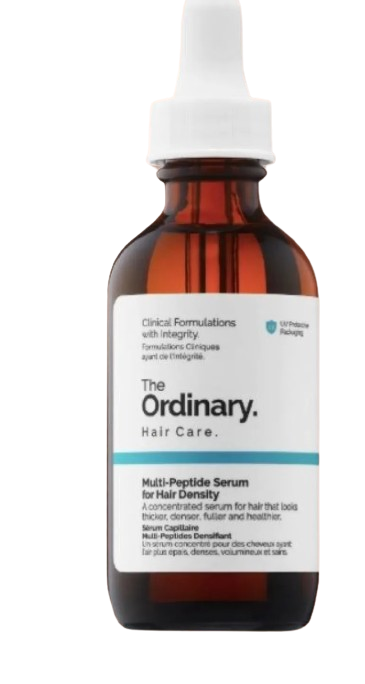 Clinical Formulations
with Integrity.
Formulations Cliniques
ayant de l'Intégrité.
UV Protective
Packaging
The
Ordinary.
Hair Care.
Multi-Peptide Serum
for Hair Density
A concentrated serum for hair that looks
thicker, denser, fuller and healthier.
Sérum Capillaire
Multi-Peptides Densifiant
Un sérum concentré pour des cheveux ayant
l'air plus épais, denses, volumineux et sains.